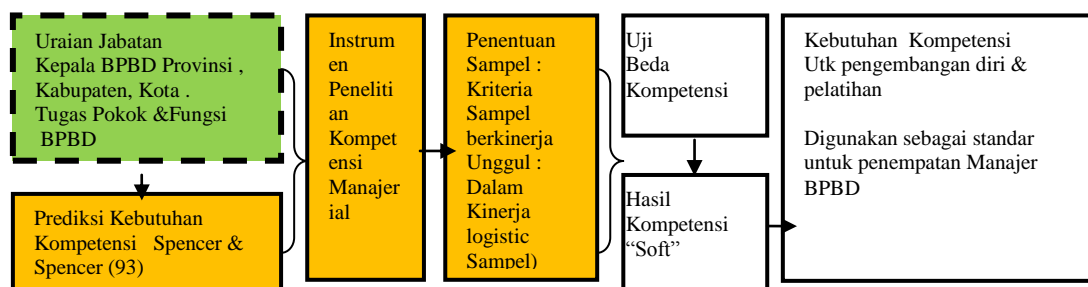 Uraian Jabatan
Kepala BPBD Provinsi ,
Kabupaten, Kota .
Tugas Pokok &Fungsi
BPBD
Prediksi Kebutuhan
Kompetensi Spencer &
Spencer (93)
Instrum
en
Peneliti
an
Kompet
ensi
Manajer
ial
Penentuan
Sampel :
Kriteria
Sampel
berkinerja
Unggul :
Dalam
Kinerja
logistic
Sampel)
Uji
Beda
Kompetensi
Hasil
Kompetensi
“Soft”
Kebutuhan Kompetensi
Utk pengembangan diri &
pelatihan
Digunakan sebagai standar
untuk penempatan Manajer
BPBD